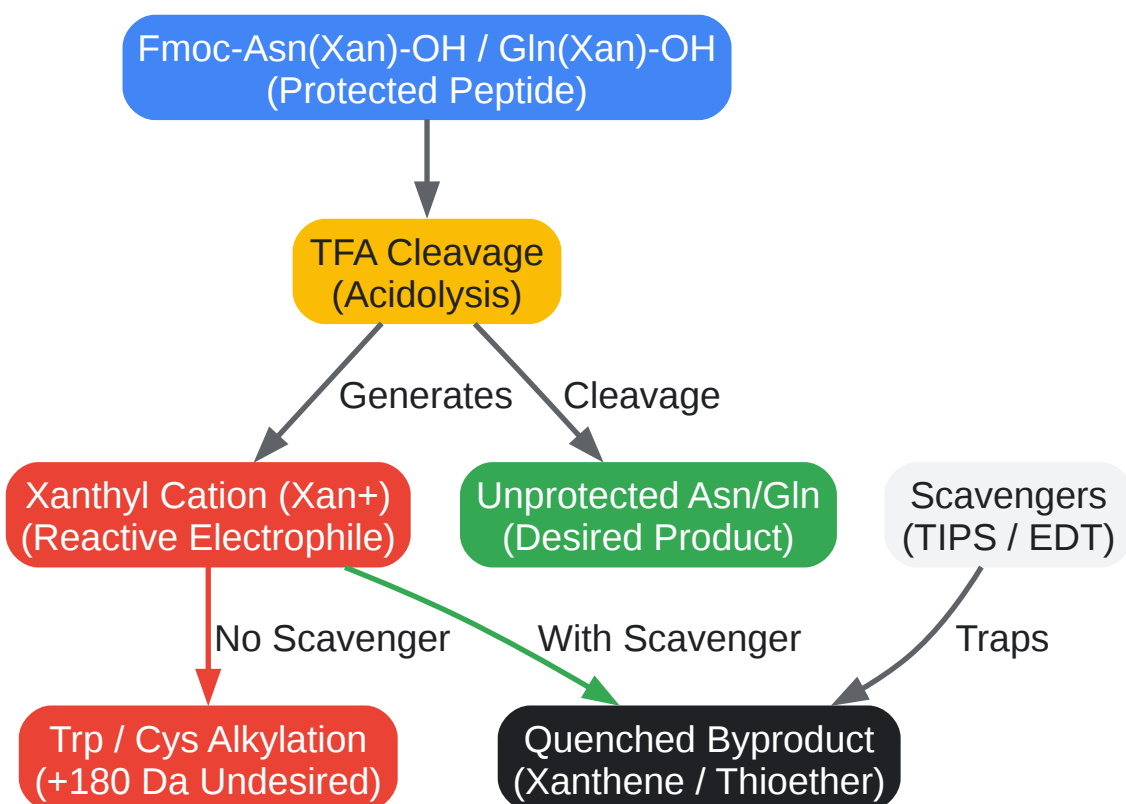 Fmoc-Asn(Xan)-OH / Gln(Xan)-OH
(Protected Peptide)
TFA Cleavage
(Acidolysis)
Generates
Cleavage
Xanthyl Cation (Xan+)
(Reactive Electrophile)
Unprotected Asn/Gln
(Desired Product)
Scavengers
(TIPS / EDT)
No Scavenger
With Scavenger
Traps
Trp / Cys Alkylation
(+180 Da Undesired)
Quenched Byproduct
(Xanthene / Thioether)